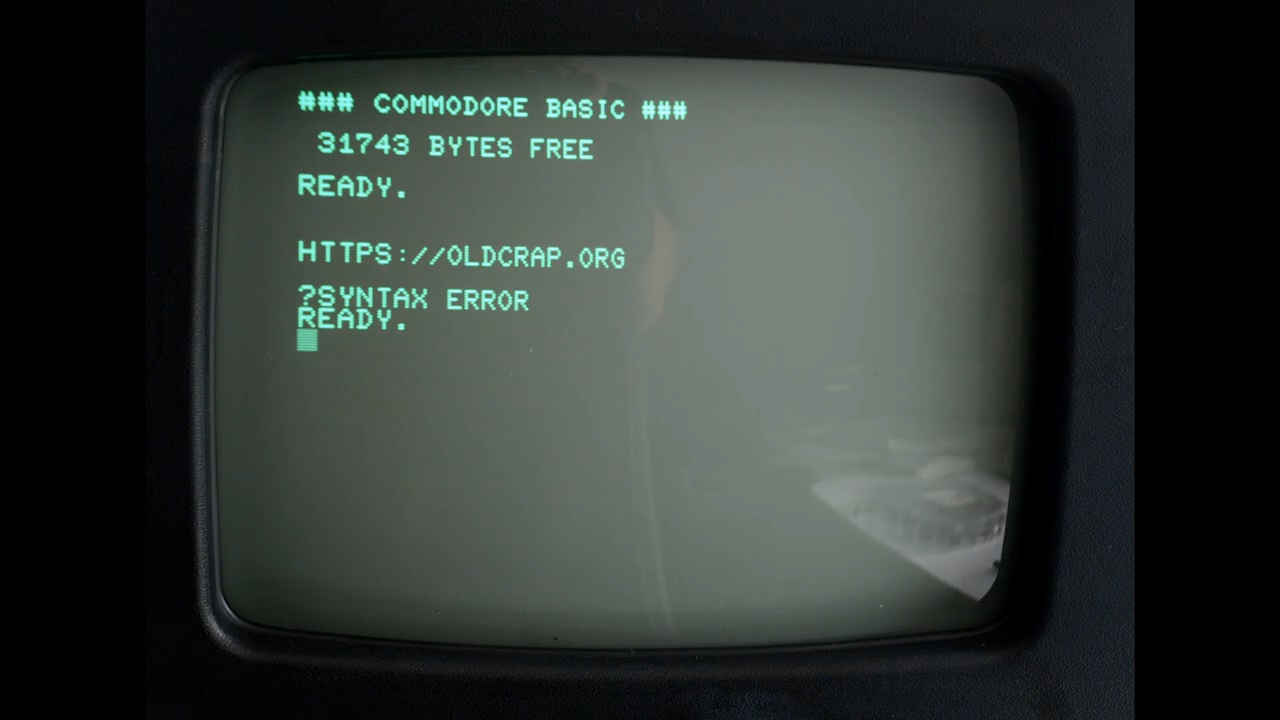 ### COMMODORE BASIC ###
31743 BYTES FREE
READY.
HTTPS://OLDCRAP.ORG
?SYNTAX ERROR
READY.